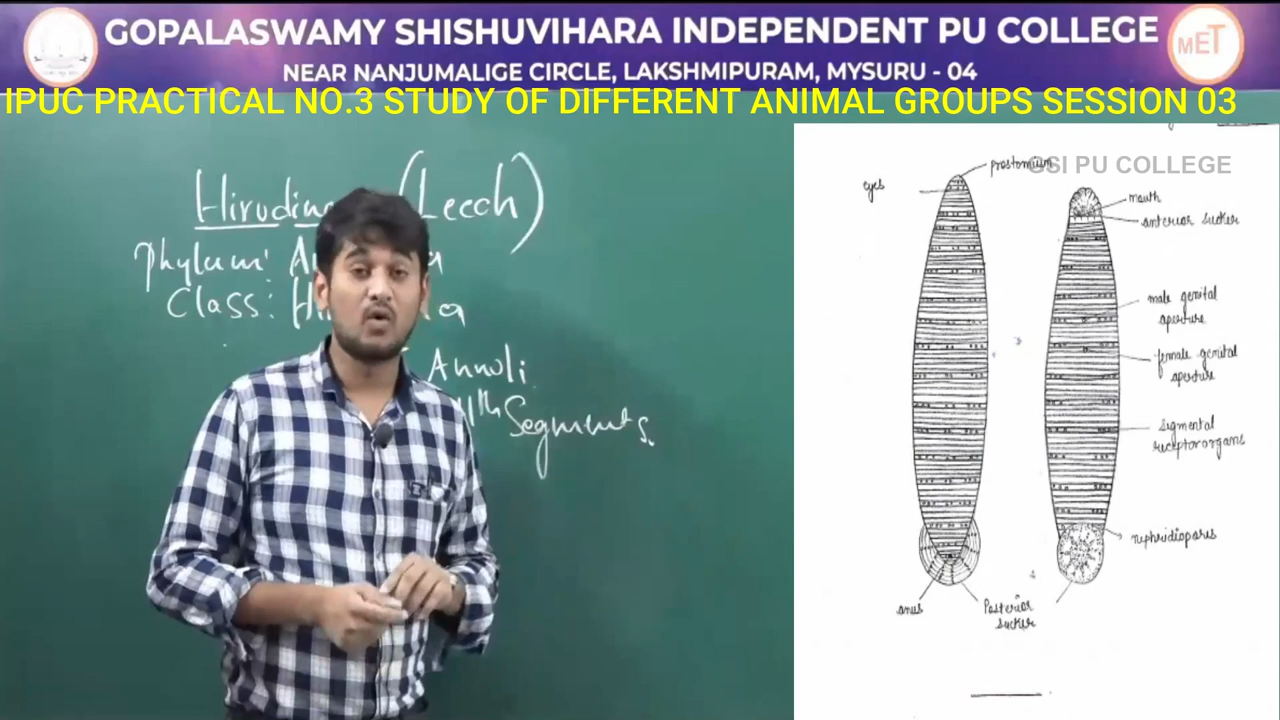 GOPALASWAMY SHISHUVIHARA INDEPENDENT PU COLLEGE
MET
NEAR NANJUMALIGE CIRCLE, LAKSHMIPURAM, MYSURU - 04
IPUC PRACTICAL NO.3 STUDY OF DIFFERENT ANIMAL GROUPS SESSION 03
(Leech)
Phylum:
Class:
Annuli
11th Segments.
GSI PU COLLEGE
prostomium
eyes
mouth
anterior sucker
male genital
aperture
female genital
aperture
segmental
receptor organs
nephridiopores
anus
Posterior
sucker